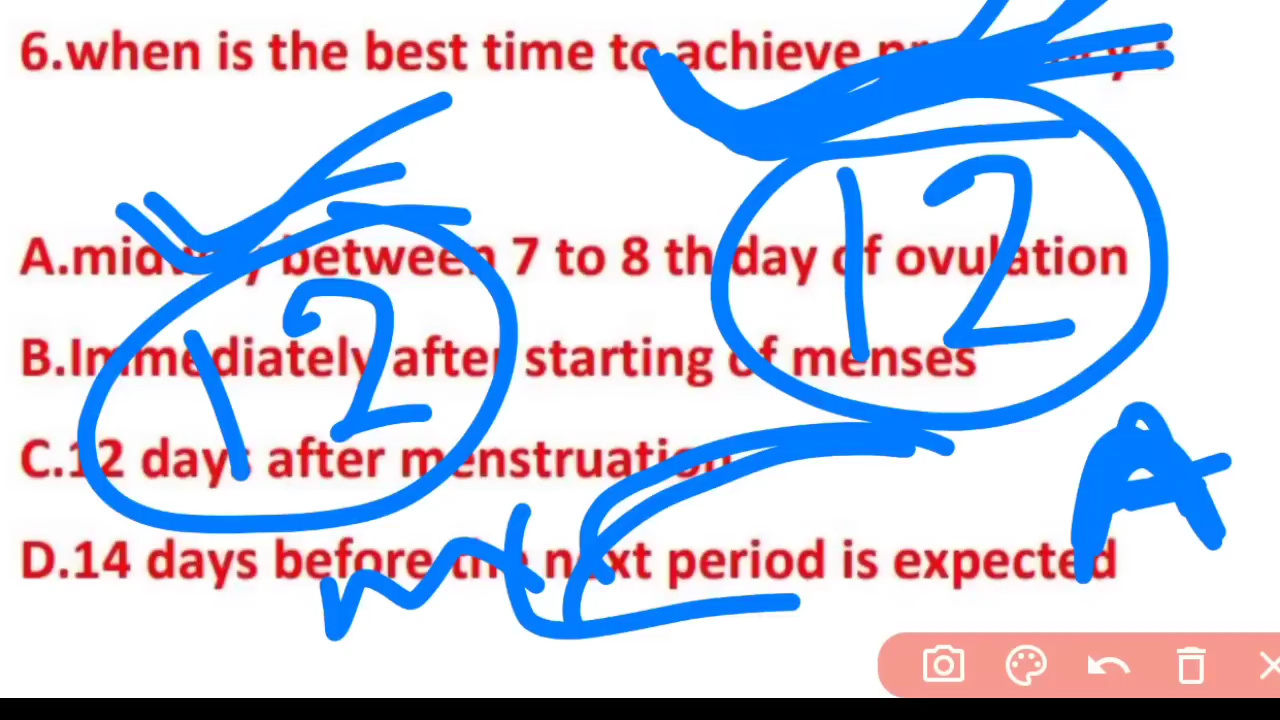 6.when is the best time to achieve
A.midway between 7 to 8 th day of ovulation
B.Immediately after starting of menses
C.12 days after menstruation
D.14 days before the next period is expected
12
12
A